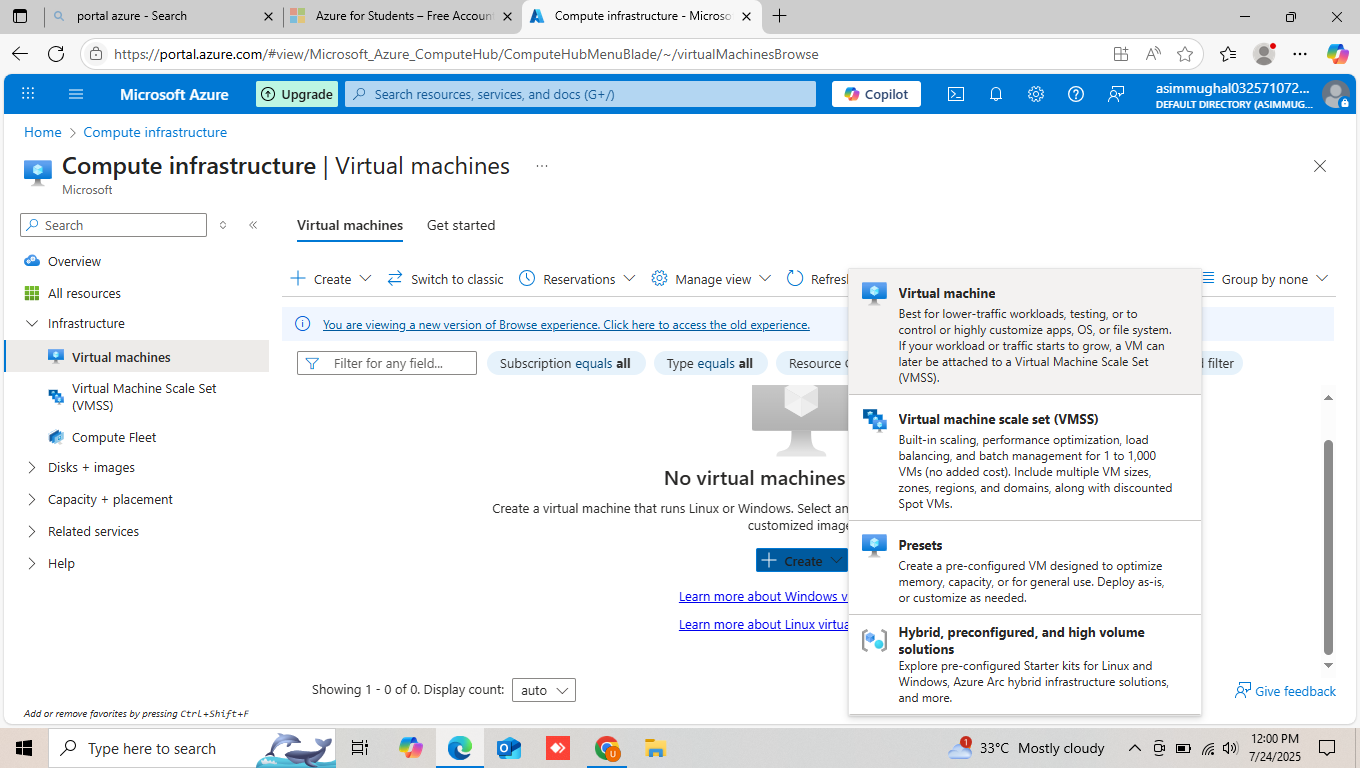 portal azure - Search
Azure for Students – Free Account
Compute infrastructure - Microso
https://portal.azure.com/#view/Microsoft_Azure_ComputeHub/ComputeHubMenuBlade/~/virtualMachinesBrowse
Microsoft Azure
Upgrade
Search resources, services, and docs (G+/)
Copilot
asimmughal032571072...
DEFAULT DIRECTORY (ASIMMUG...
Home > Compute infrastructure
Compute infrastructure | Virtual machines
...
Microsoft
Search
Overview
All resources
Infrastructure
Virtual machines
Virtual Machine Scale Set
(VMSS)
Compute Fleet
Disks + images
Capacity + placement
Related services
Help
Add or remove favorites by pressing Ctrl+Shift+F
Virtual machines
Get started
Create
Switch to classic
Reservations
Manage view
Refresh
Group by none
You are viewing a new version of Browse experience. Click here to access the old experience.
Filter for any field...
Subscription equals all
Type equals all
Resource
filter
No virtual machines
Create a virtual machine that runs Linux or Windows. Select an
customized image
Create
Learn more about Windows v
Learn more about Linux virtua
Showing 1 - 0 of 0. Display count:
auto
Give feedback
Virtual machine
Best for lower-traffic workloads, testing, or to
control or highly customize apps, OS, or file system.
If your workload or traffic starts to grow, a VM can
later be attached to a Virtual Machine Scale Set
(VMSS).
Virtual machine scale set (VMSS)
Built-in scaling, performance optimization, load
balancing, and batch management for 1 to 1,000
VMs (no added cost). Include multiple VM sizes,
zones, regions, and domains, along with discounted
Spot VMs.
Presets
Create a pre-configured VM designed to optimize
memory, capacity, or for general use. Deploy as-is,
or customize as needed.
Hybrid, preconfigured, and high volume
solutions
Explore pre-configured Starter kits for Linux and
Windows, Azure Arc hybrid infrastructure solutions,
and more.
Type here to search
1
33°C Mostly cloudy
12:00 PM
7/24/2025